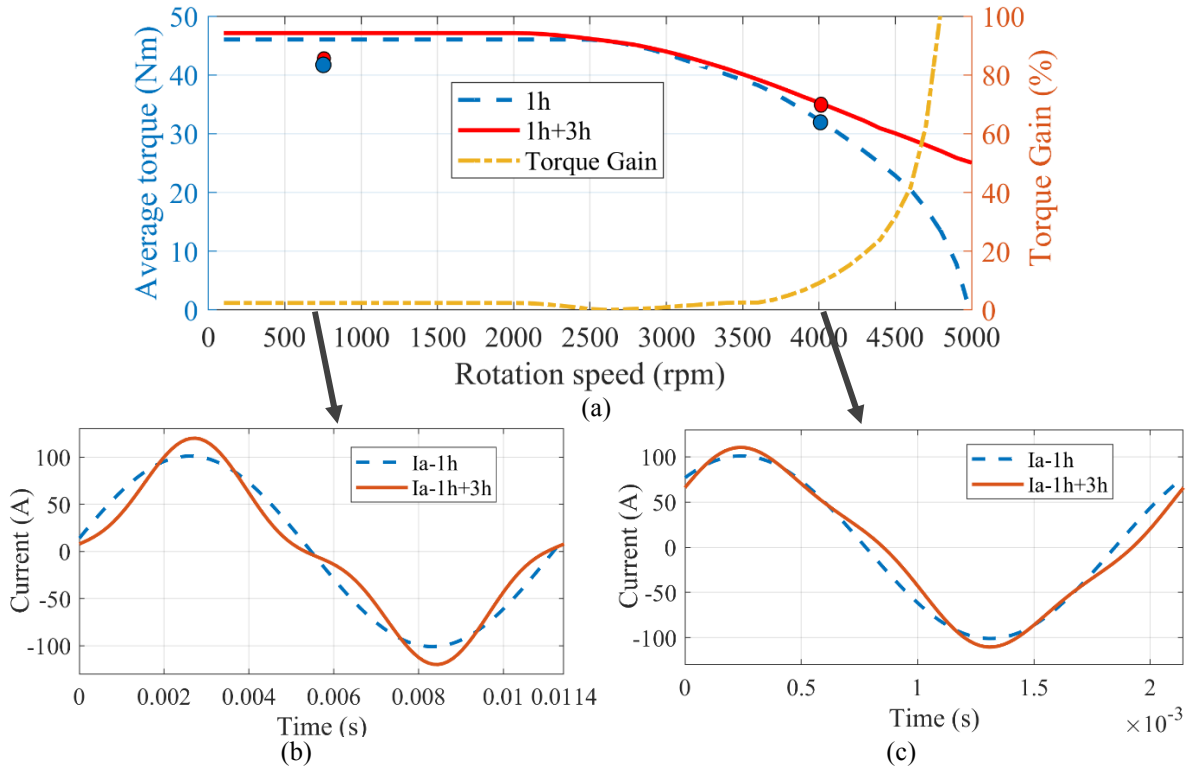 50
40
30
20
10
0
Average torque (Nm)
100
80
60
40
20
0
Torque Gain (%)
1h
1h+3h
Torque Gain
0 500 1000 1500 2000 2500 3000 3500 4000 4500 5000
Rotation speed (rpm)
(a)
100
50
0
-50
-100
Current (A)
Ia-1h
Ia-1h+3h
0 0.002 0.004 0.006 0.008 0.01 0.0114
Time (s)
(b)
100
50
0
-50
-100
Current (A)
Ia-1h
Ia-1h+3h
0 0.5 1 1.5 2
Time (s)
×10-3
(c)